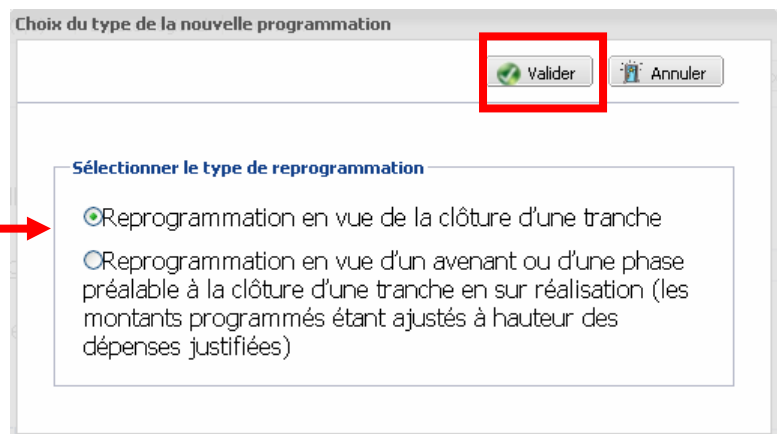 Choix du type de la nouvelle programmation
Valider Annuler
Sélectionner le type de reprogrammation
Reprogrammation en vue de la clôture d'une tranche
Reprogrammation en vue d'un avenant ou d'une phase
préalable à la clôture d'une tranche en sur réalisation (les
montants programmés étant ajustés à hauteur des
dépenses justifiées)